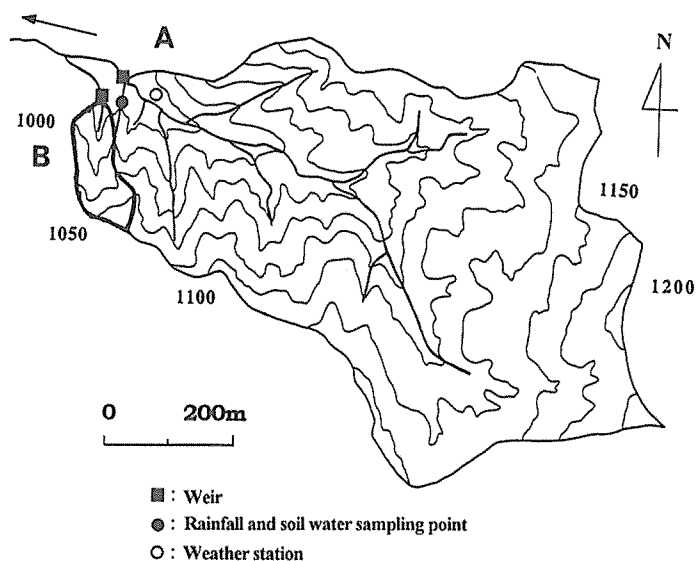 A
N
1000
B
1150
1050
1200
1100
0 200m
: Weir
: Rainfall and soil water sampling point
: Weather station